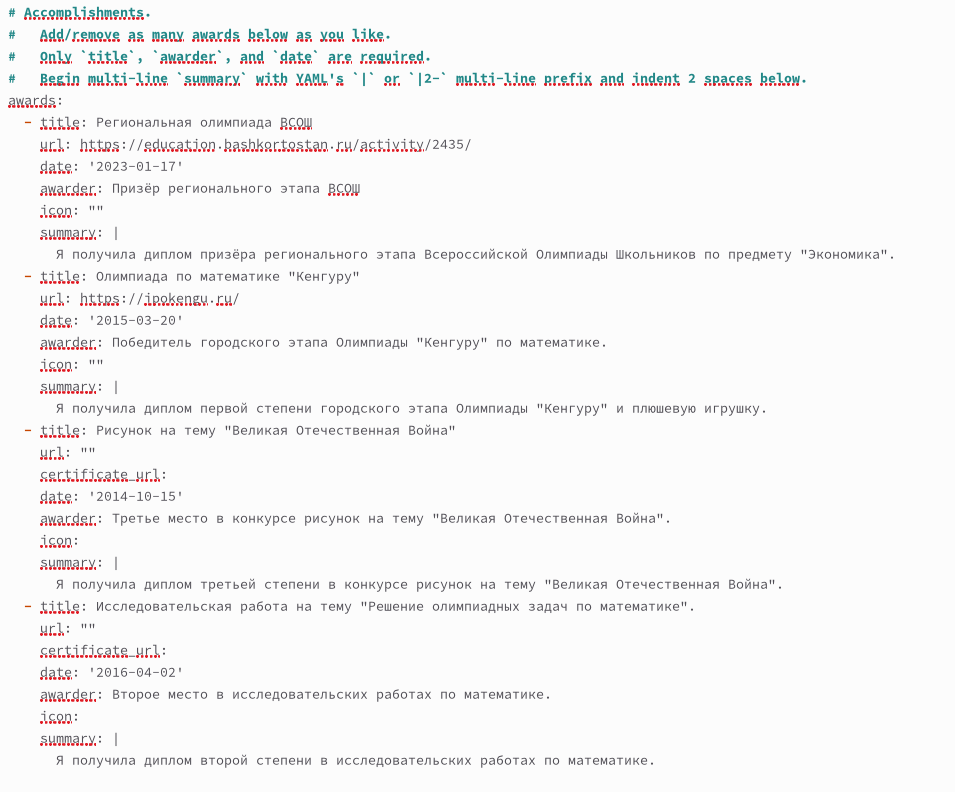 # Accomplishments.
#   Add/remove as many awards below as you like.
#   Only `title`, `awarder`, and `date` are required.
#   Begin multi-line `summary` with YAML's `|` or `|2-` multi-line prefix and indent 2 spaces below.
awards:
  - title: Региональная олимпиада ВСОШ
    url: https://education.bashkortostan.ru/activity/2435/
    date: '2023-01-17'
    awarder: Призёр регионального этапа ВСОШ
    icon: ""
    summary: |
      Я получила диплом призёра регионального этапа Всероссийской Олимпиады Школьников по предмету "Экономика".
  - title: Олимпиада по математике "Кенгуру"
    url: https://ipokengu.ru/
    date: '2015-03-20'
    awarder: Победитель городского этапа Олимпиады "Кенгуру" по математике.
    icon: ""
    summary: |
      Я получила диплом первой степени городского этапа Олимпиады "Кенгуру" и плюшевую игрушку.
  - title: Рисунок на тему "Великая Отечественная Война"
    url: ""
    certificate_url:
    date: '2014-10-15'
    awarder: Третье место в конкурсе рисунок на тему "Великая Отечественная Война".
    icon:
    summary: |
      Я получила диплом третьей степени в конкурсе рисунок на тему "Великая Отечественная Война".
  - title: Исследовательская работа на тему "Решение олимпиадных задач по математике".
    url: ""
    certificate_url:
    date: '2016-04-02'
    awarder: Второе место в исследовательских работах по математике.
    icon:
    summary: |
      Я получила диплом второй степени в исследовательских работах по математике.